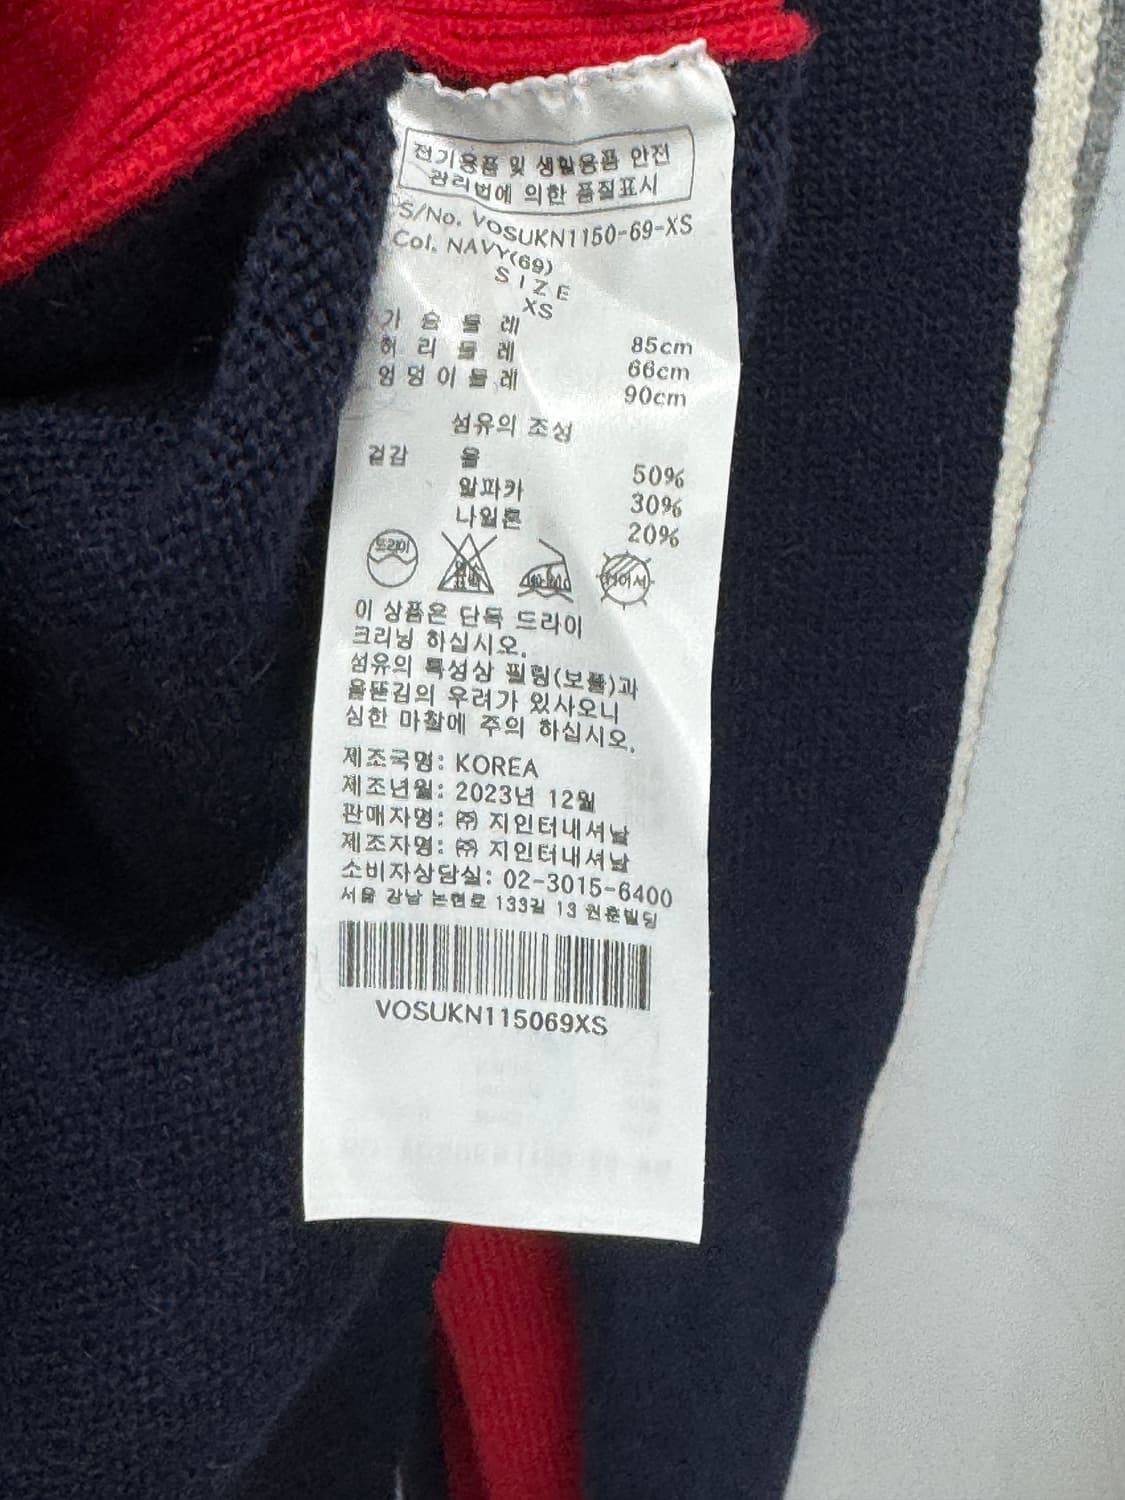 전기용품 및 생활용품 안전
관리법에 의한 품질표시
S/No. VOSUKN1150-69-XS
Col. NAVY(69)
SIZE
XS
가슴둘레 85cm
허리둘레 66cm
엉덩이둘레 90cm
섬유의 조성
겉감 울 50%
알파카 30%
나일론 20%
드라이
이 상품은 단독 드라이
크리닝 하십시오.
섬유의 특성상 필링(보풀)과
올뜯김의 우려가 있사오니
심한 마찰에 주의 하십시오.
제조국명: KOREA
제조년월: 2023년 12월
판매자명: ㈜ 지인터내셔날
제조자명: ㈜ 지인터내셔날
소비자상담실: 02-3015-6400
서울 강남 논현로 133길 13 원춘빌딩
VOSUKN115069XS